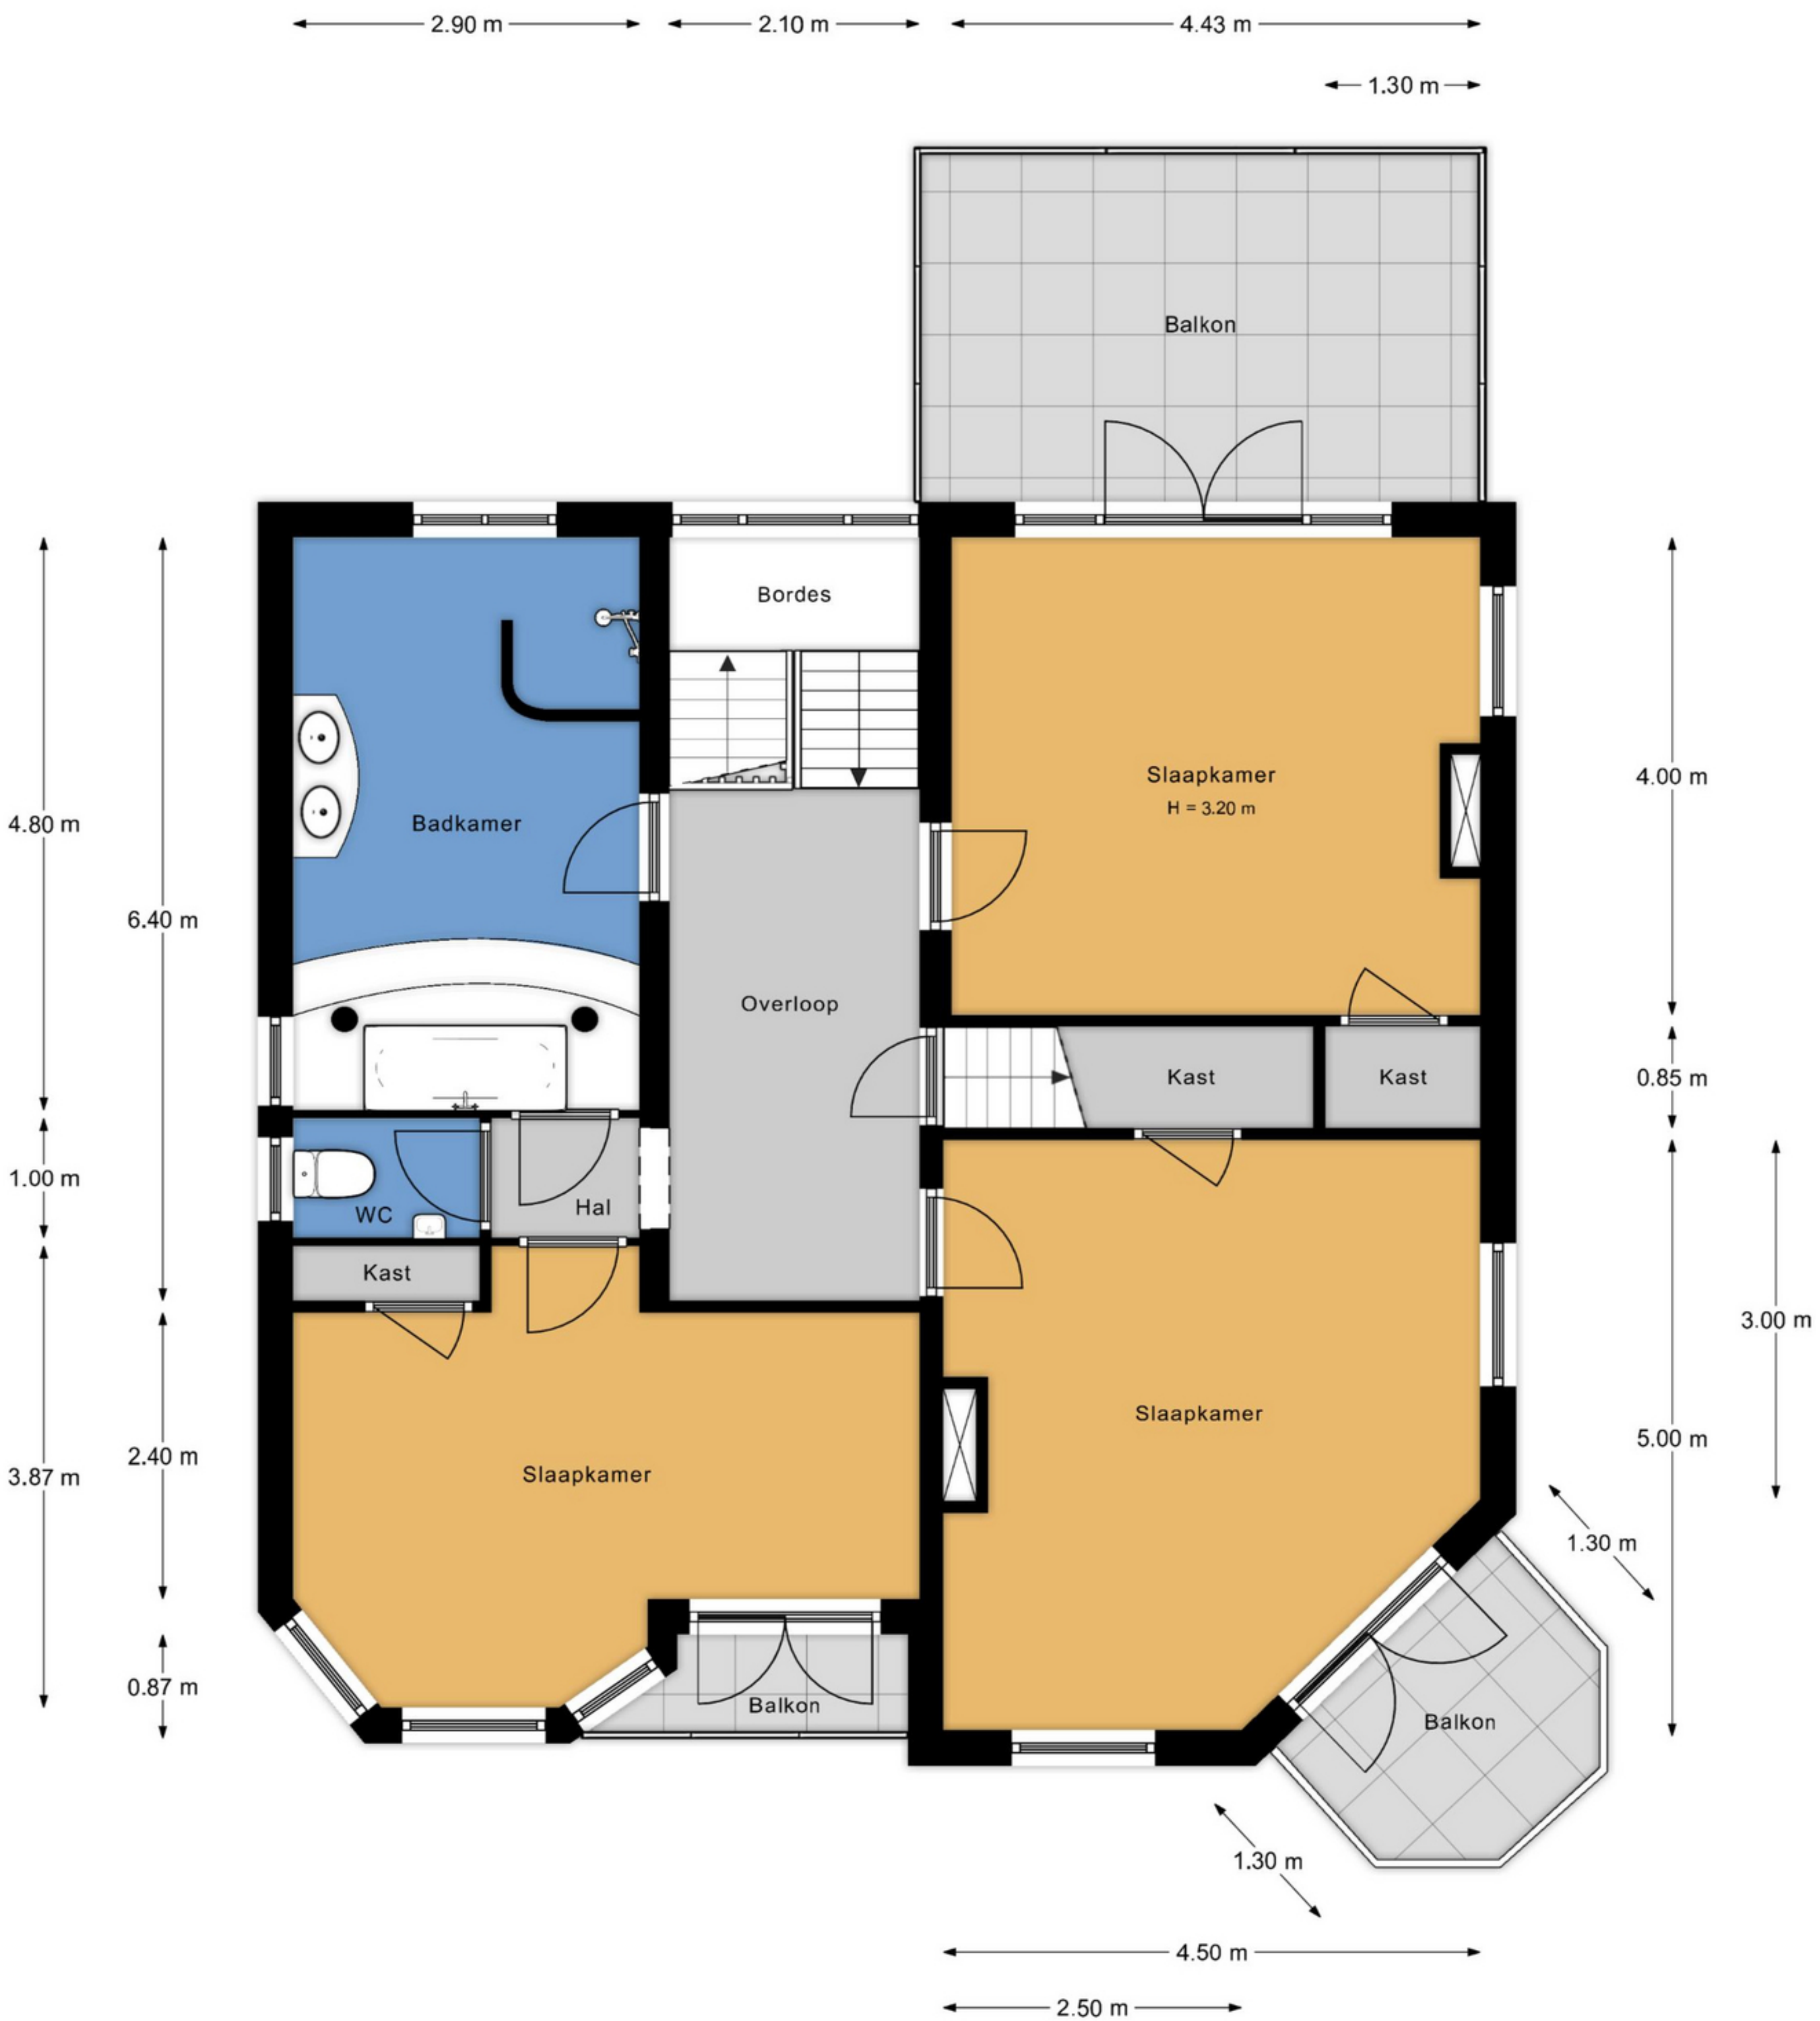 2.90 m
2.10 m
4.43 m
1.30 m
Balkon
Bordes
Slaapkamer
H = 3.20 m
4.00 m
4.80 m
Badkamer
6.40 m
Overloop
Kast
Kast
0.85 m
1.00 m
WC
Hal
Kast
3.00 m
Slaapkamer
5.00 m
2.40 m
3.87 m
Slaapkamer
1.30 m
0.87 m
Balkon
Balkon
1.30 m
4.50 m
2.50 m